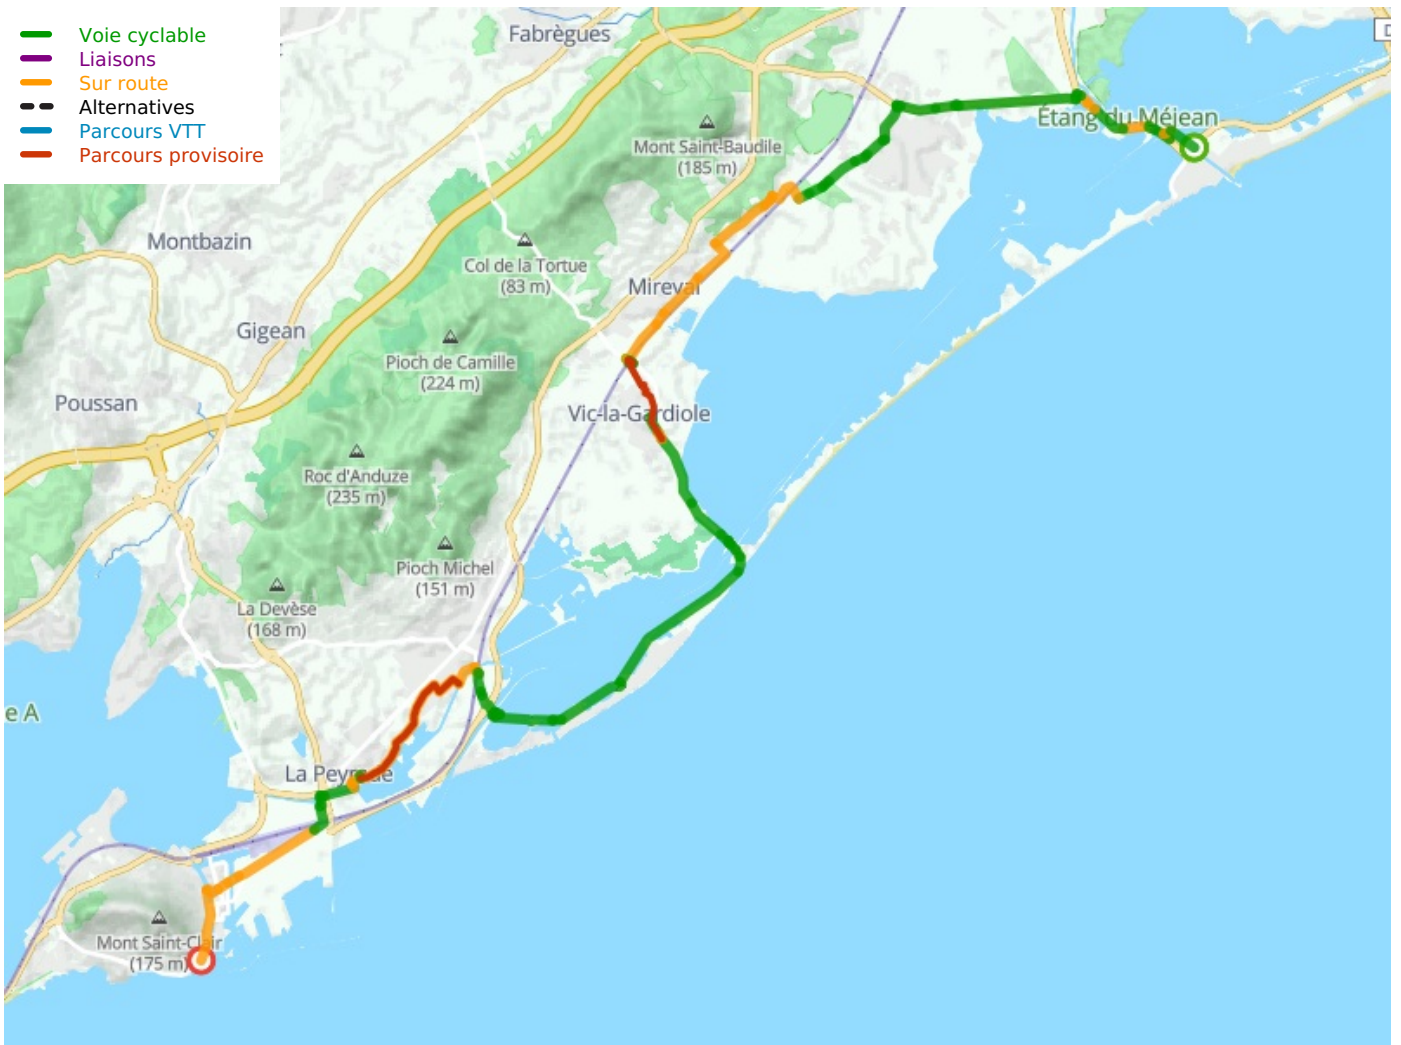 Voie cyclable
Liaisons
Sur route
Alternatives
Parcours VTT
Parcours provisoire
Fabrègues
D
Étang du Méjean
Mont Saint-Baudile
(185 m)
Montbazin
Col de la Tortue
(83 m)
Mireval
Gigean
Pioch de Camille
(224 m)
Poussan
Vic-la-Gardiole
Roc d'Anduze
(235 m)
Pioch Michel
(151 m)
La Devèse
(168 m)
e A
La Peyrade
Mont Saint-Clair
(175 m)